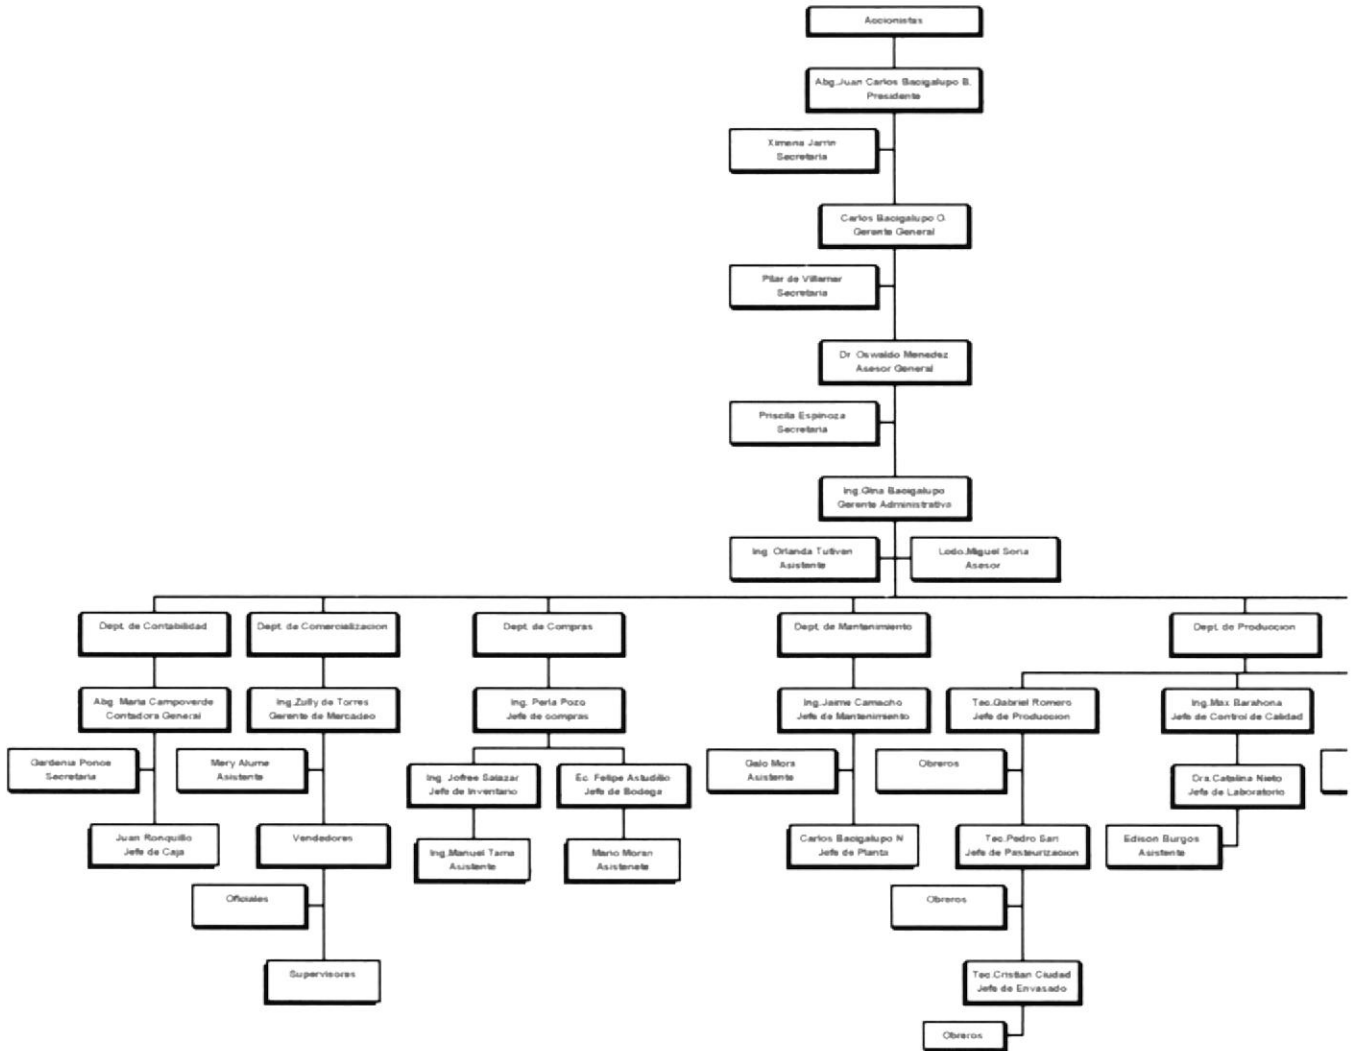 Accionistas
Abg.Juan Carlos Bacigalupo B.
Presidente
Ximena Jarrin
Secretaria
Carlos Bacigalupo O.
Gerente General
Pilar de Villemar
Secretaria
Dr. Oswaldo Menedez
Asesor General
Priscila Espinoza
Secretaria
Ing.Gina Bacigalupo
Gerente Administrativa
Ing. Orlanda Tutiven
Asistente
Lcdo.Miguel Soria
Asesor
Dept. de Contabilidad
Dept. de Comercializacion
Dept. de Compras
Dept. de Mantenimiento
Dept. de Produccion
Abg. Maria Campoverde
Contadora General
Ing.Zully de Torres
Gerente de Mercadeo
Ing. Perla Pozo
Jefe de compras
Ing.Jaime Camacho
Jefe de Mantenimiento
Tec.Gabriel Romero
Jefe de Produccion
Ing.Max Barahona
Jefe de Control de Calidad
Gardenia Ponce
Secretaria
Mery Alume
Asistente
Ing. Jofree Salazar
Jefe de Inventario
Ec. Felipe Astudillo
Jefe de Bodega
Galo Mora
Asistente
Obreros
Dra.Catalina Nieto
Jefe de Laboratorio
Juan Ronquillo
Jefe de Caja
Vendedores
Ing.Manuel Tama
Asistente
Mario Moran
Asistenete
Carlos Bacigalupo N
Jefe de Planta
Tec.Pedro San
Jefe de Pasteurizacion
Edison Burgos
Asistente
Oficiales
Obreros
Supervisores
Tec.Cristian Ciudad
Jefe de Envasado
Obreros